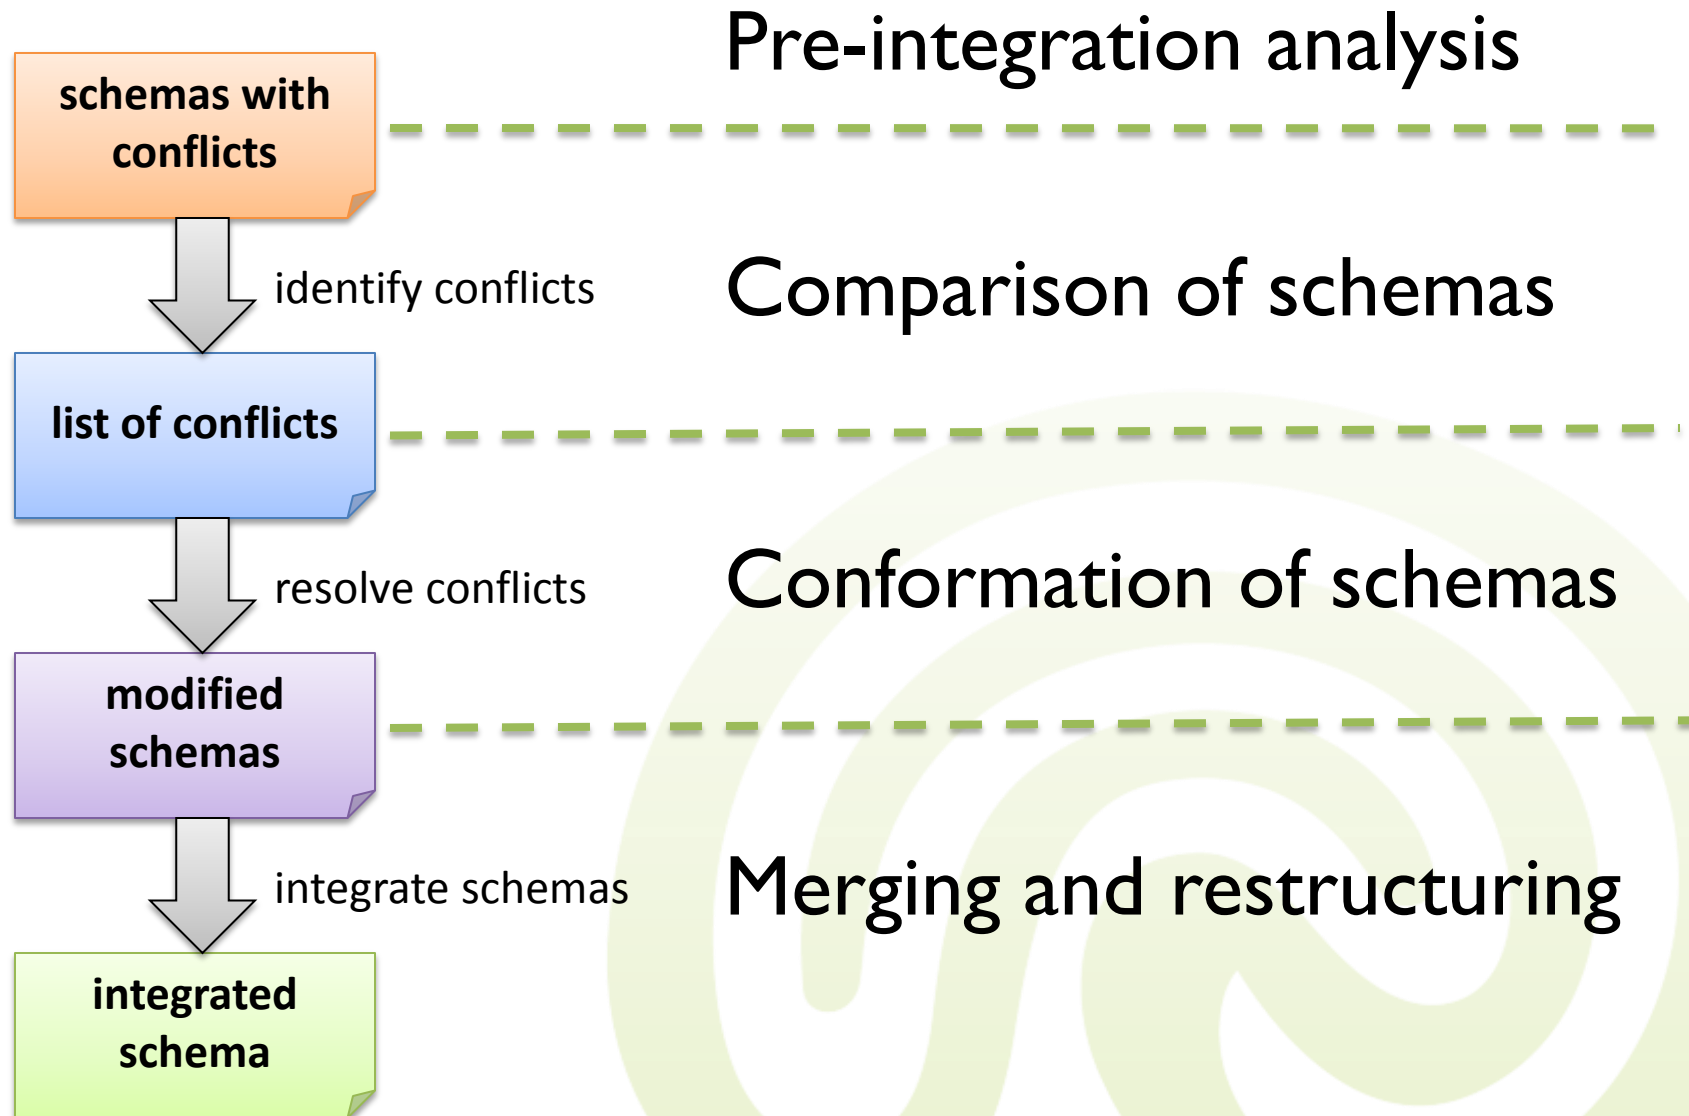 Pre-integration analysis
schemas with
conflicts
identify conflicts
Comparison of schemas
list of conflicts
resolve conflicts
Conformation of schemas
modified
schemas
integrate schemas
Merging and restructuring
integrated
schema